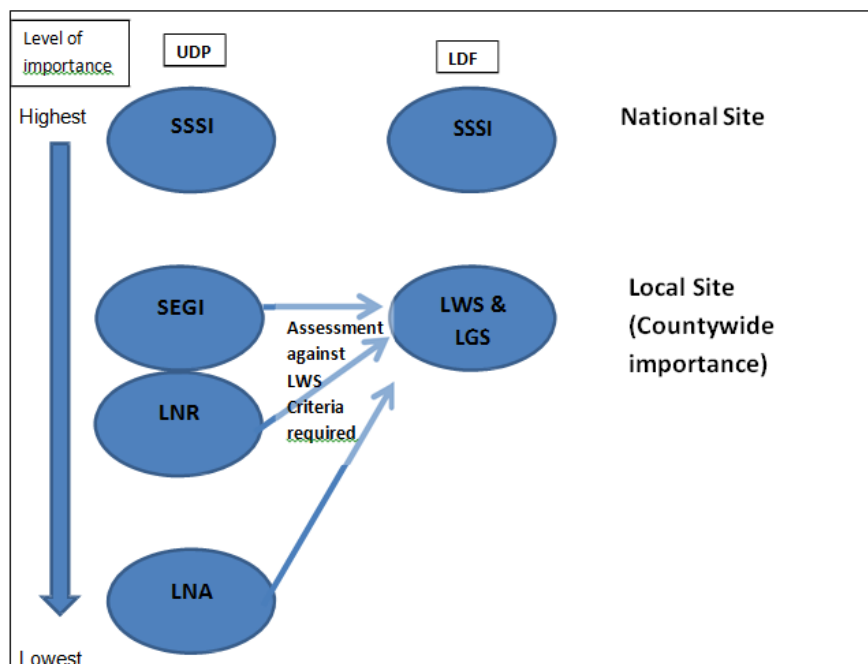 Level of
importance
UDP
LDF
Highest
SSSI
SSSI
National Site
SEGI
LWS &
LGS
Local Site
(Countywide
importance)
Assessment
against
LWS
Criteria
required
LNR
LNA
Lowest